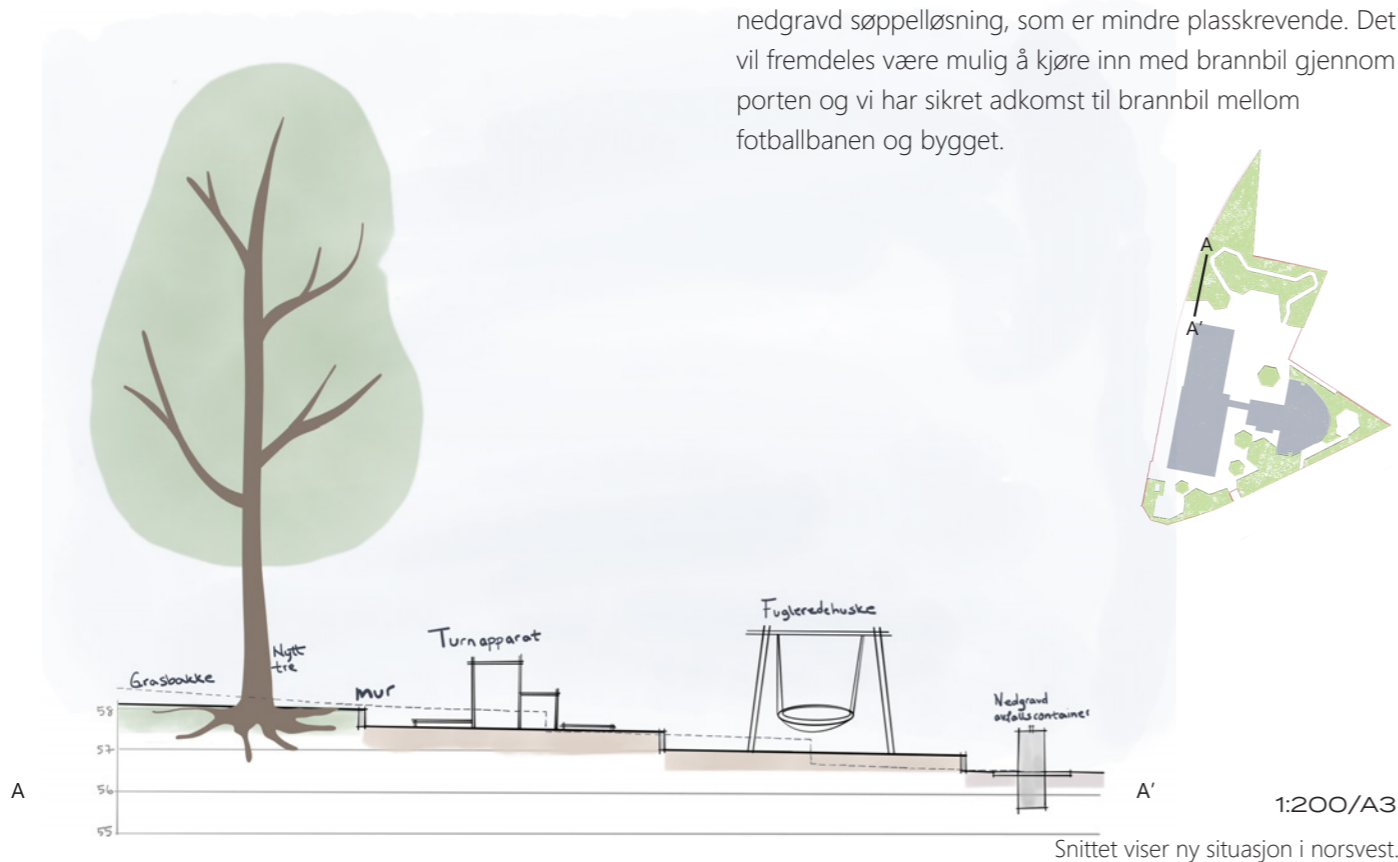 nedgravd søppelløsning, som er mindre plasskrevende. Det
vil fremdeles være mulig å kjøre inn med brannbil gjennom
porten og vi har sikret adkomst til brannbil mellom
fotballbanen og bygget.
A
A'
Fugleredehuske
Turnapparat
Nytt
tre
Grasbakke
mur
Nedgravd
avfallscontainer
58
57
56
55
A
A'
1:200/A3
Snittet viser ny situasjon i norsvest.